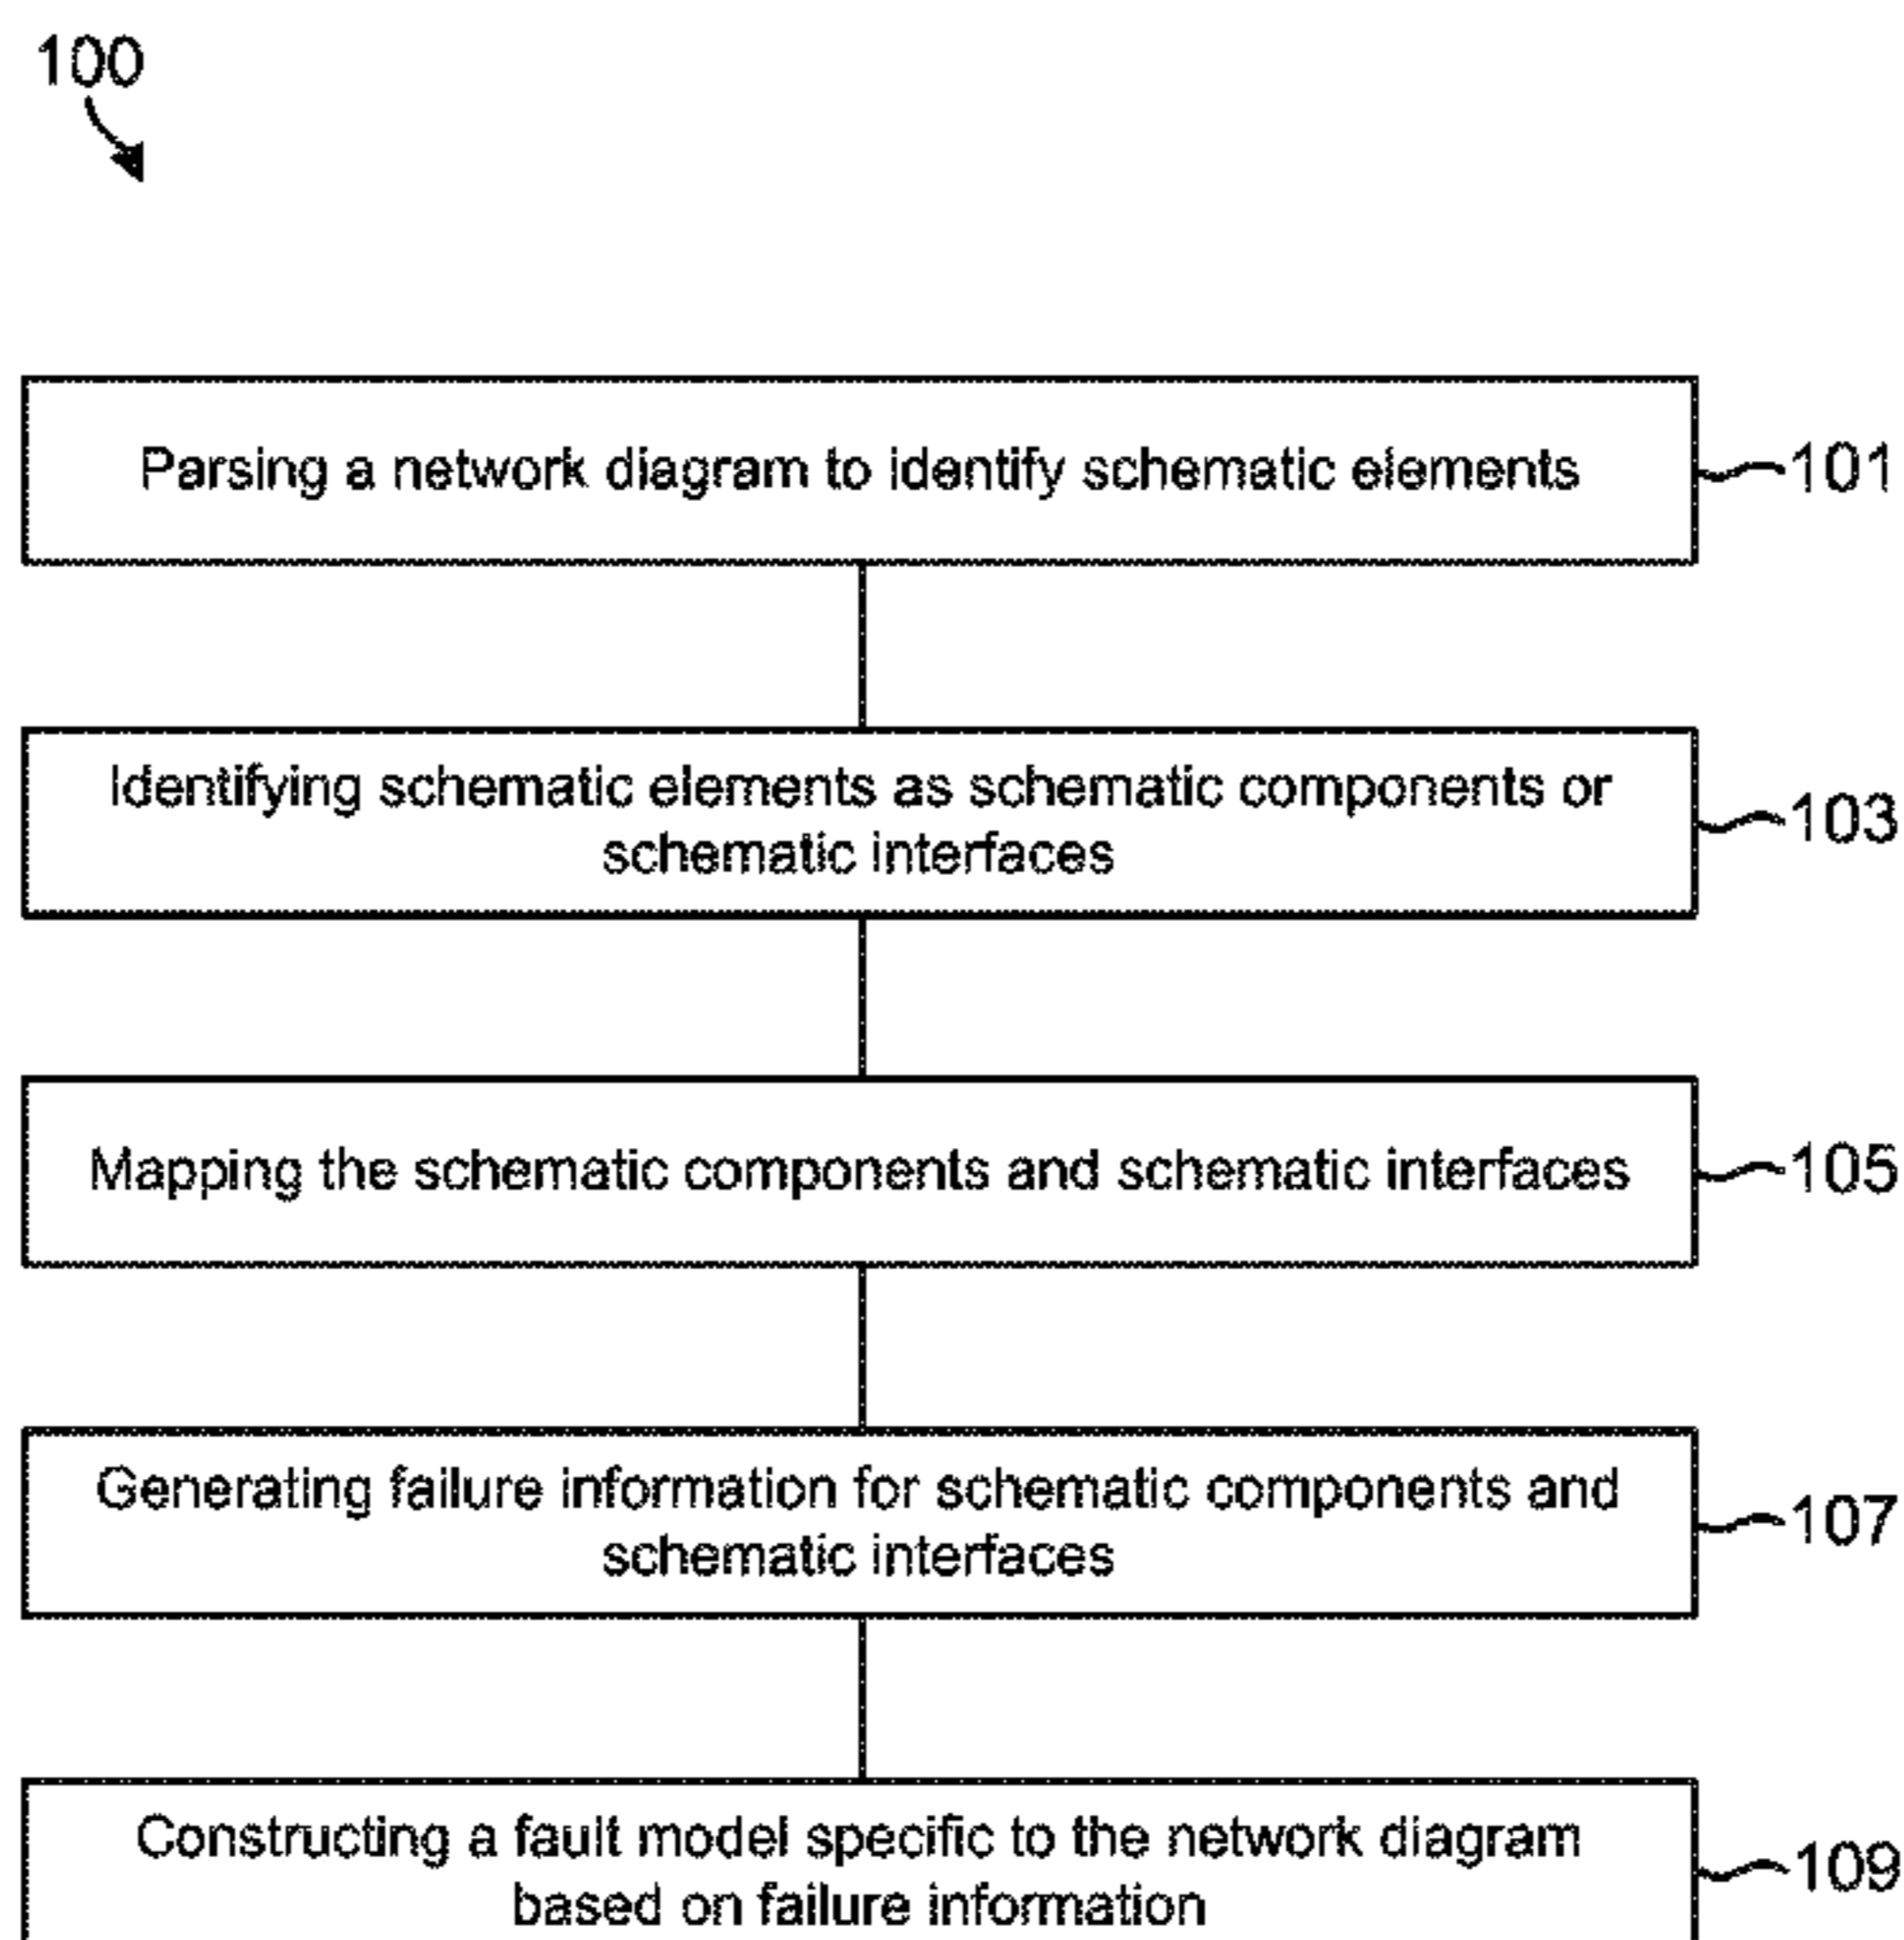 100
Parsing a network diagram to identify schematic elements
101
Identifying schematic elements as schematic components or
schematic interfaces
103
Mapping the schematic components and schematic interfaces
105
Generating failure information for schematic components and
schematic interfaces
107
Constructing a fault model specific to the network diagram
based on failure information
109